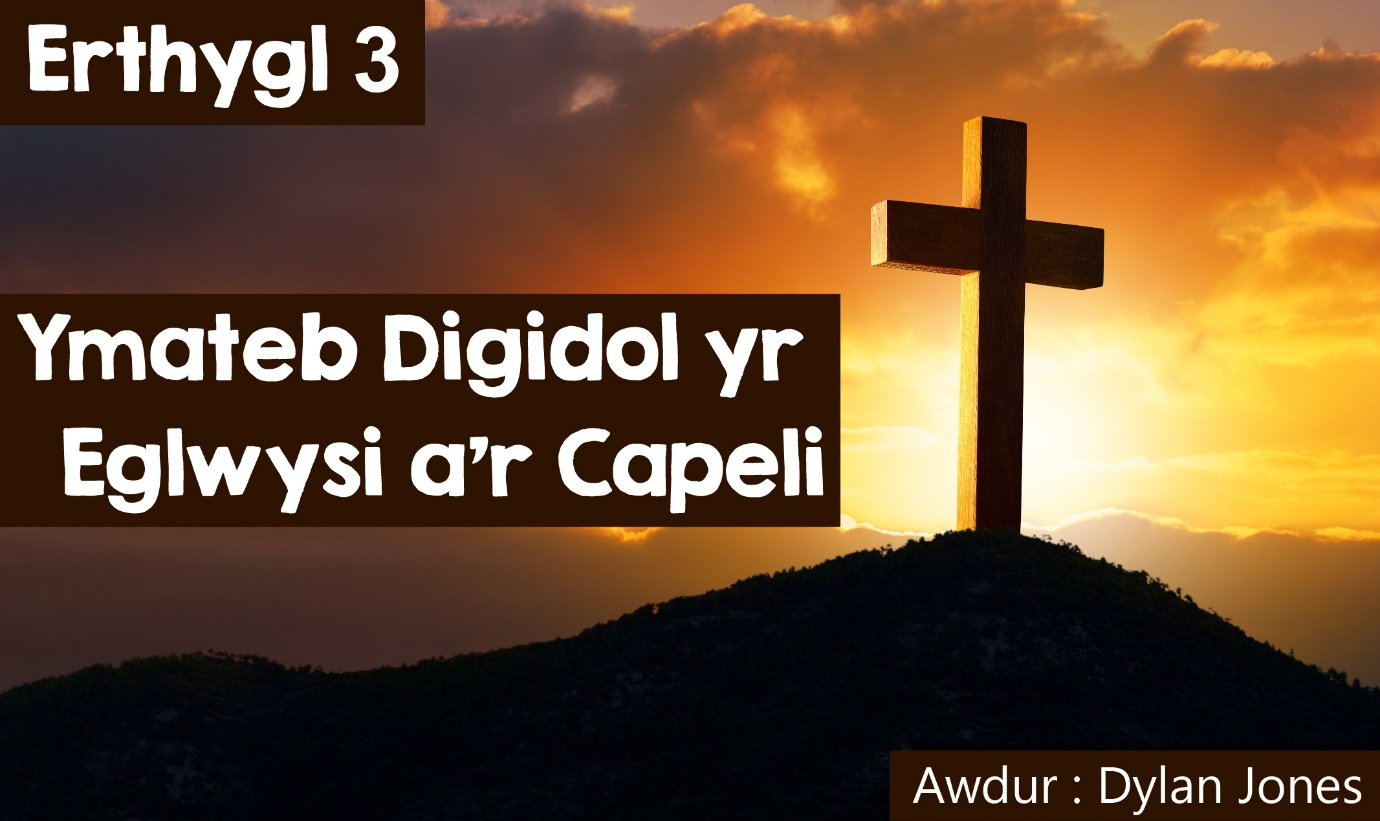 Erthygl 3
Ymateb Digidol yr
Eglwysi a'r Capeli
Awdur : Dylan Jones